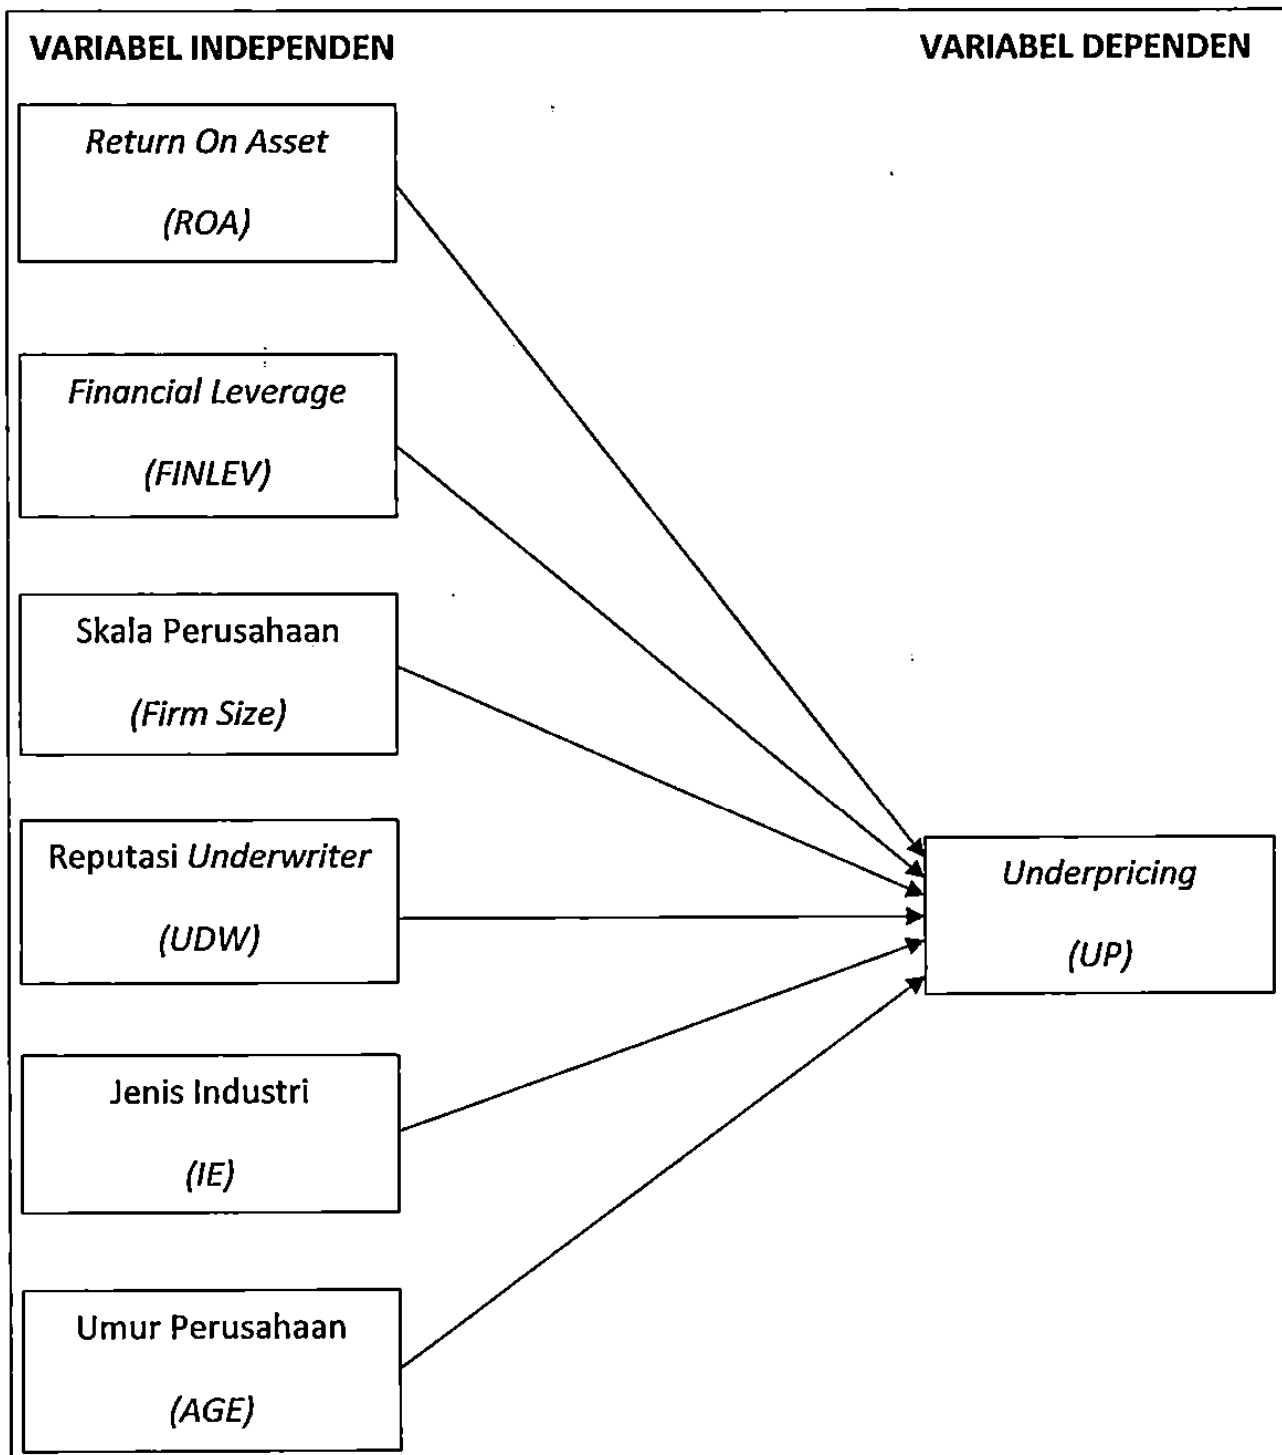 VARIABEL INDEPENDEN
VARIABEL DEPENDEN
Return On Asset
(ROA)
Financial Leverage
(FINLEV)
Skala Perusahaan
(Firm Size)
Reputasi Underwriter
(UDW)
Underpricing
(UP)
Jenis Industri
(IE)
Umur Perusahaan
(AGE)